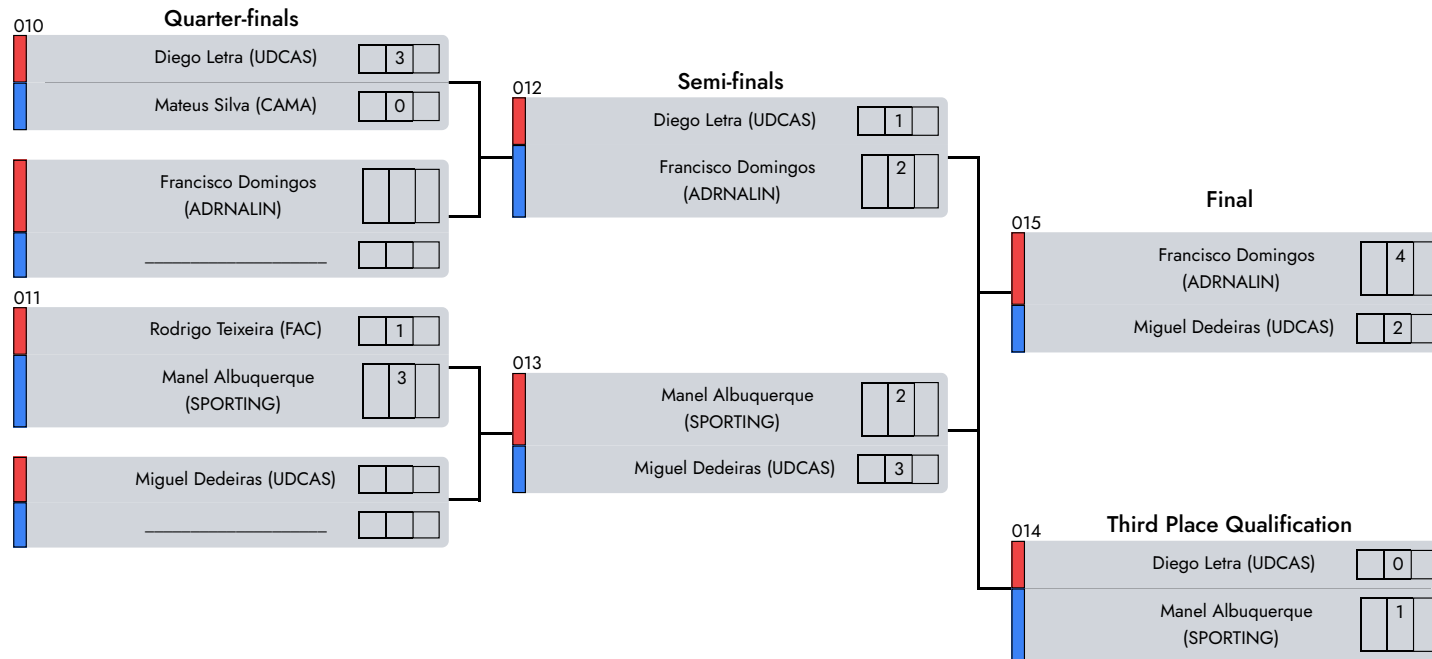 Quarter-finals
010
Diego Letra (UDCAS) 3
Mateus Silva (CAMA) 0
Francisco Domingos
(ADRNALIN)
____________________
011
Rodrigo Teixeira (FAC) 1
Manel Albuquerque 3
(SPORTING)
Miguel Dedeiras (UDCAS)
____________________
Semi-finals
012
Diego Letra (UDCAS) 1
Francisco Domingos 2
(ADRNALIN)
013
Manel Albuquerque 2
(SPORTING)
Miguel Dedeiras (UDCAS) 3
Final
015
Francisco Domingos 4
(ADRNALIN)
Miguel Dedeiras (UDCAS) 2
Third Place Qualification
014
Diego Letra (UDCAS) 0
Manel Albuquerque 1
(SPORTING)